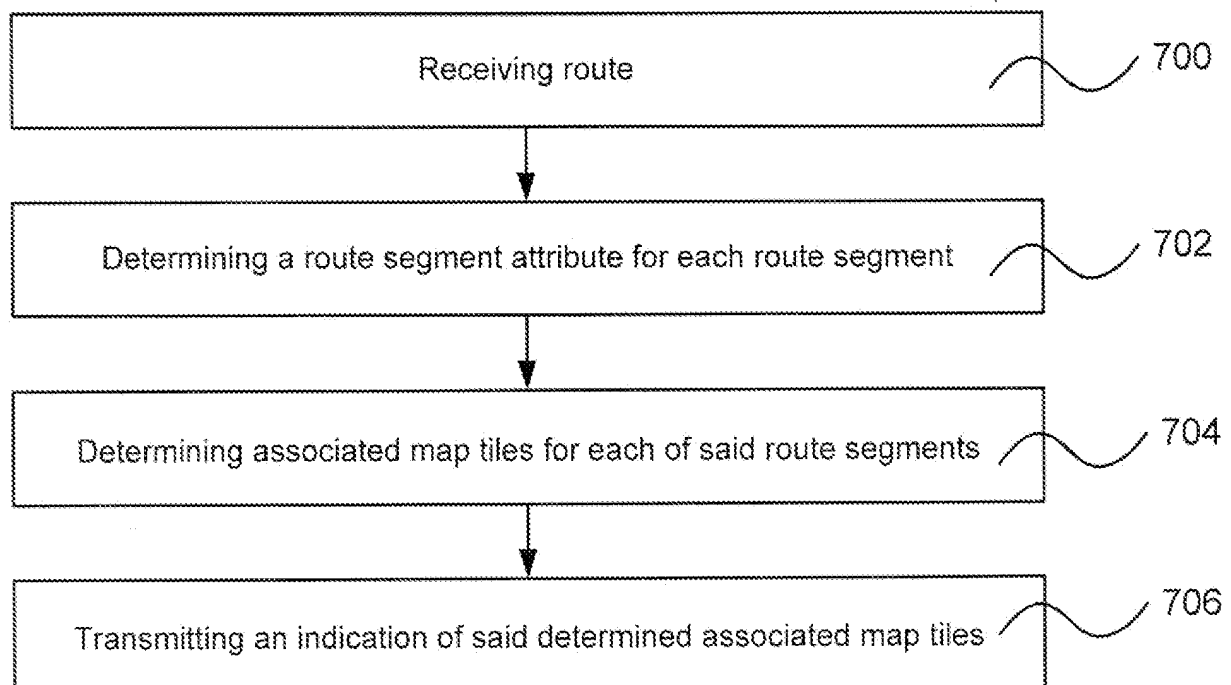 Receiving route
700
Determining a route segment attribute for each route segment
702
Determining associated map tiles for each of said route segments
704
Transmitting an indication of said determined associated map tiles
706